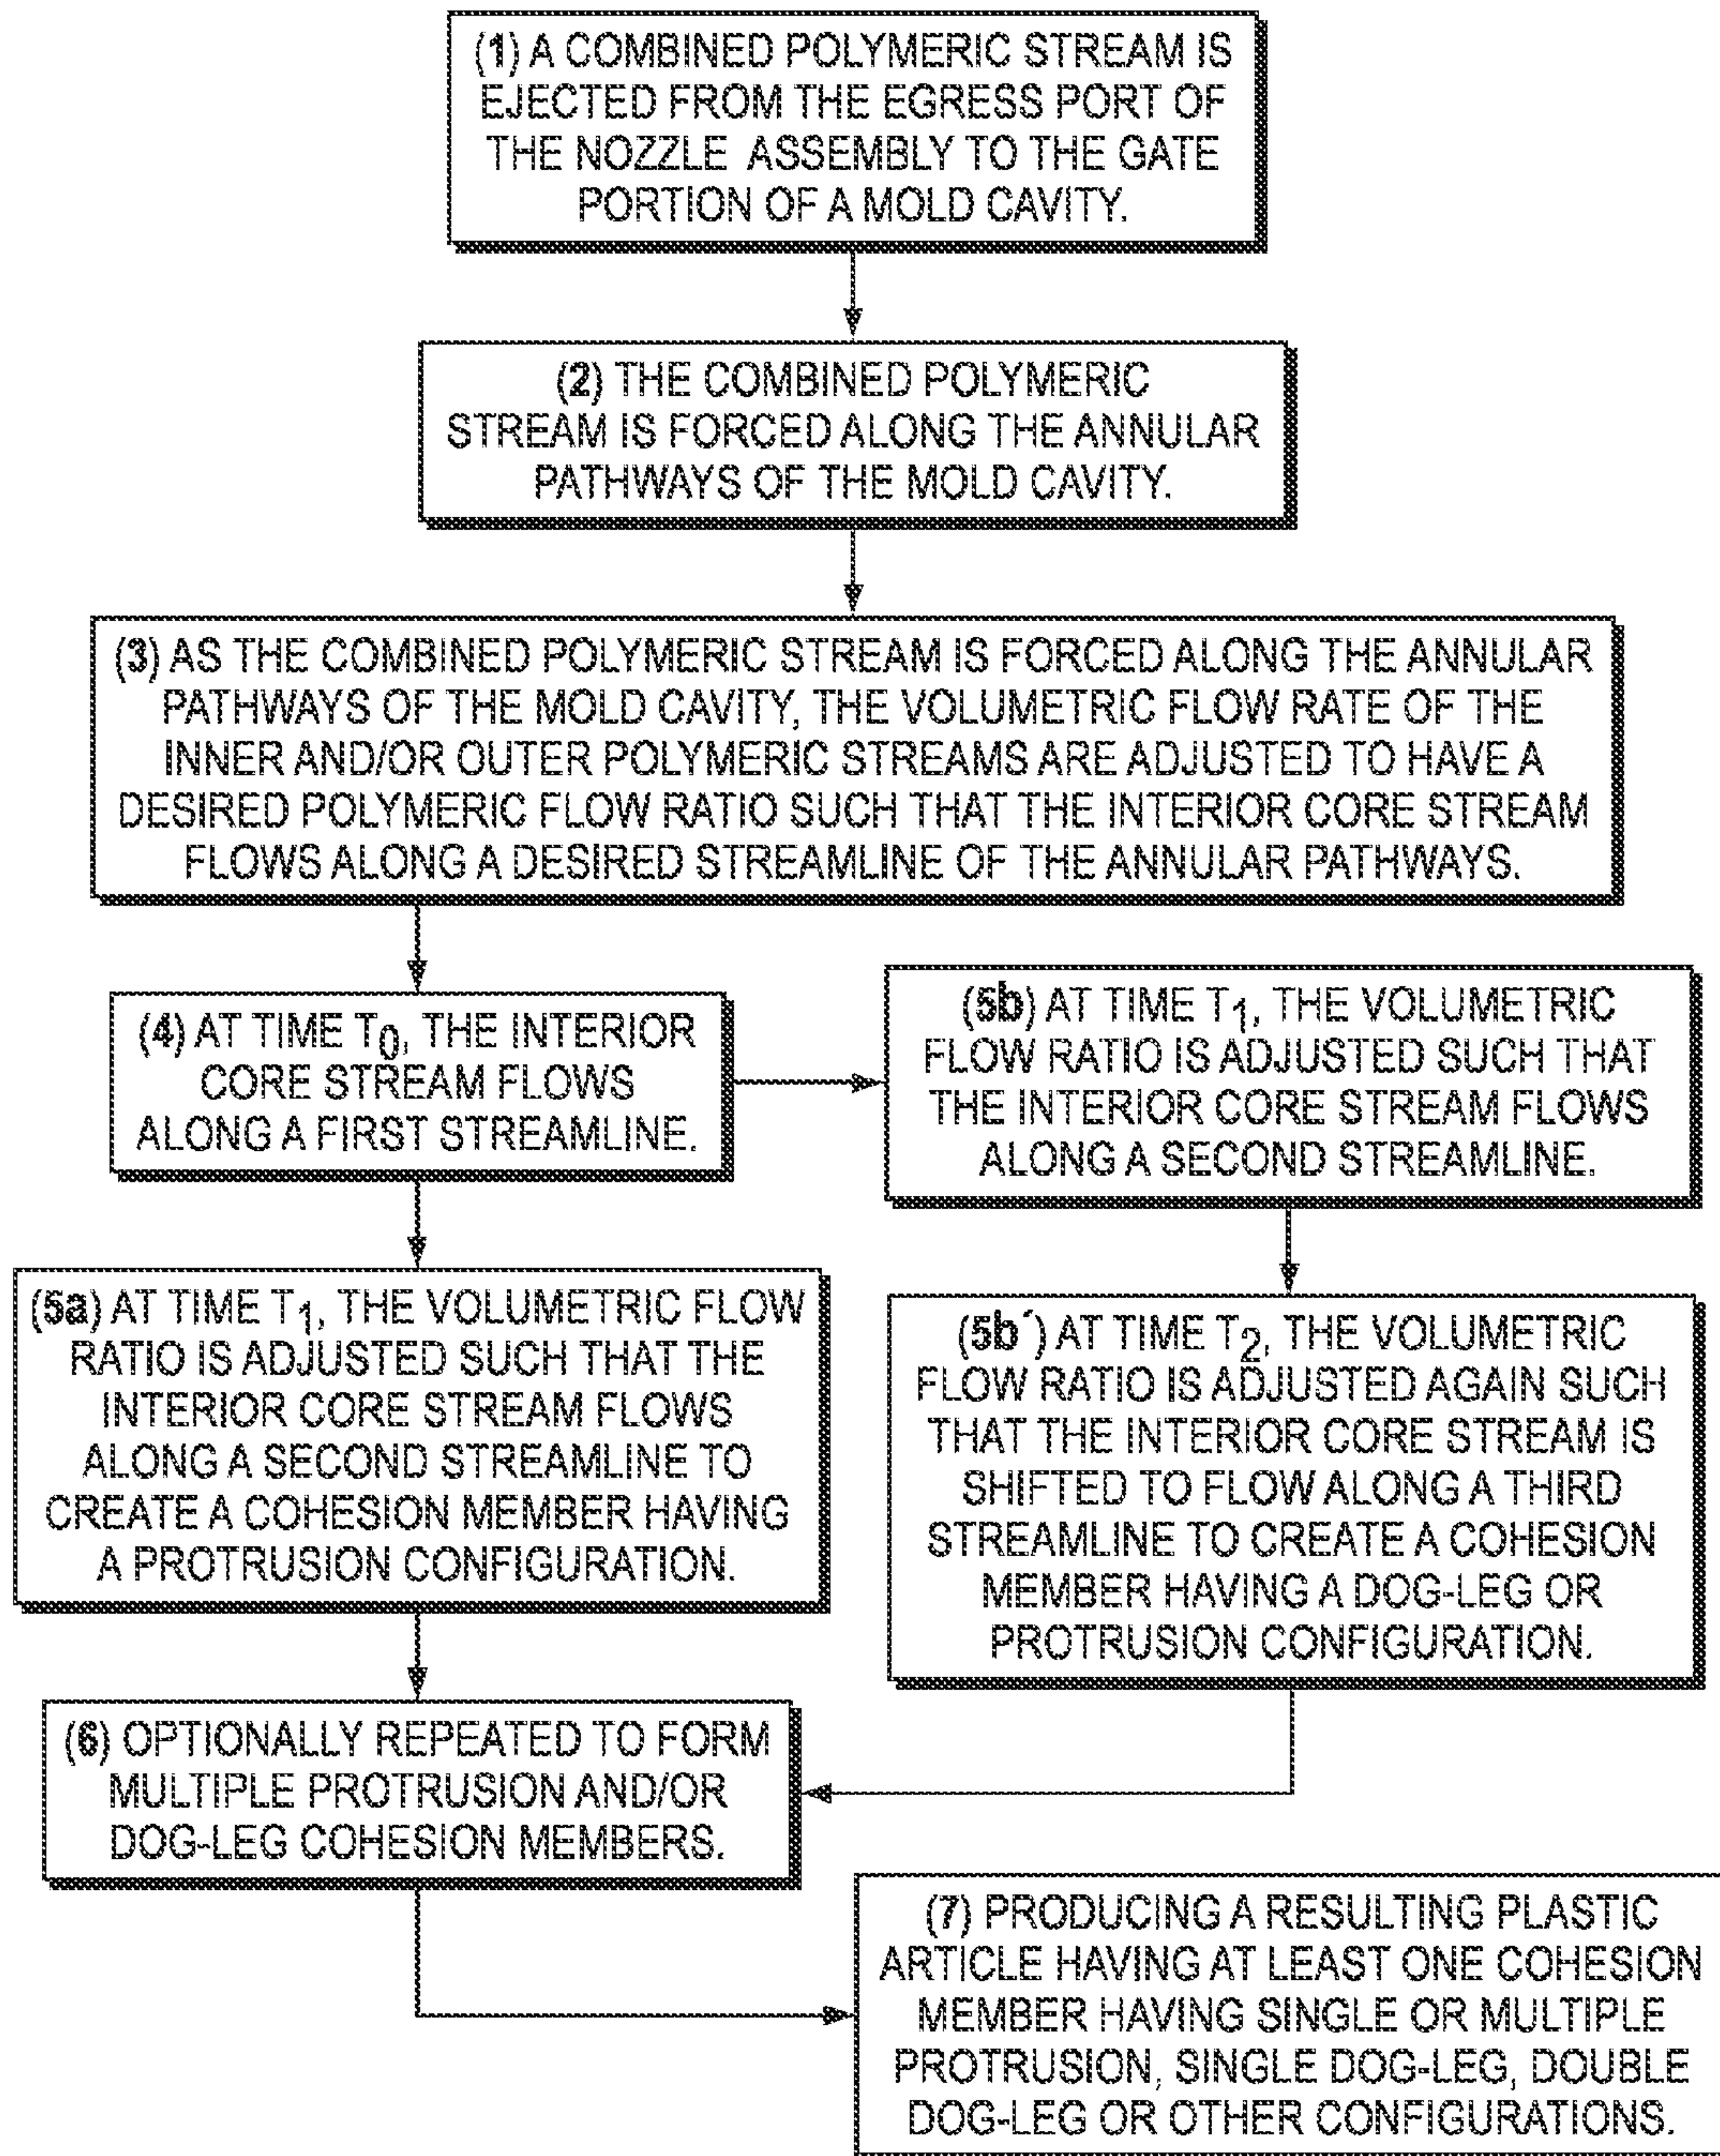 (1) A COMBINED POLYMERIC STREAM IS
EJECTED FROM THE EGRESS PORT OF
THE NOZZLE ASSEMBLY TO THE GATE
PORTION OF A MOLD CAVITY.
(2) THE COMBINED POLYMERIC
STREAM IS FORCED ALONG THE ANNULAR
PATHWAYS OF THE MOLD CAVITY.
(3) AS THE COMBINED POLYMERIC STREAM IS FORCED ALONG THE ANNULAR
PATHWAYS OF THE MOLD CAVITY, THE VOLUMETRIC FLOW RATE OF THE
INNER AND/OR OUTER POLYMERIC STREAMS ARE ADJUSTED TO HAVE A
DESIRED POLYMERIC FLOW RATIO SUCH THAT THE INTERIOR CORE STREAM
FLOWS ALONG A DESIRED STREAMLINE OF THE ANNULAR PATHWAYS.
(4) AT TIME T0, THE INTERIOR
CORE STREAM FLOWS
ALONG A FIRST STREAMLINE.
(5b) AT TIME T1, THE VOLUMETRIC
FLOW RATIO IS ADJUSTED SUCH THAT
THE INTERIOR CORE STREAM FLOWS
ALONG A SECOND STREAMLINE.
(5a) AT TIME T1, THE VOLUMETRIC FLOW
RATIO IS ADJUSTED SUCH THAT THE
INTERIOR CORE STREAM FLOWS
ALONG A SECOND STREAMLINE TO
CREATE A COHESION MEMBER HAVING
A PROTRUSION CONFIGURATION.
(5b´) AT TIME T2, THE VOLUMETRIC
FLOW RATIO IS ADJUSTED AGAIN SUCH
THAT THE INTERIOR CORE STREAM IS
SHIFTED TO FLOW ALONG A THIRD
STREAMLINE TO CREATE A COHESION
MEMBER HAVING A DOG-LEG OR
PROTRUSION CONFIGURATION.
(6) OPTIONALLY REPEATED TO FORM
MULTIPLE PROTRUSION AND/OR
DOG-LEG COHESION MEMBERS.
(7) PRODUCING A RESULTING PLASTIC
ARTICLE HAVING AT LEAST ONE COHESION
MEMBER HAVING SINGLE OR MULTIPLE
PROTRUSION, SINGLE DOG-LEG, DOUBLE
DOG-LEG OR OTHER CONFIGURATIONS.